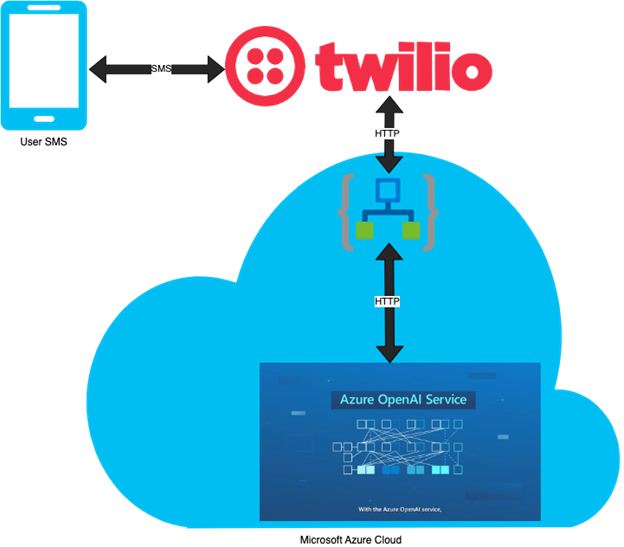 SMS
twilio
User SMS
HTTP
HTTP
Azure OpenAI Service
With the Azure OpenAI service,
Microsoft Azure Cloud